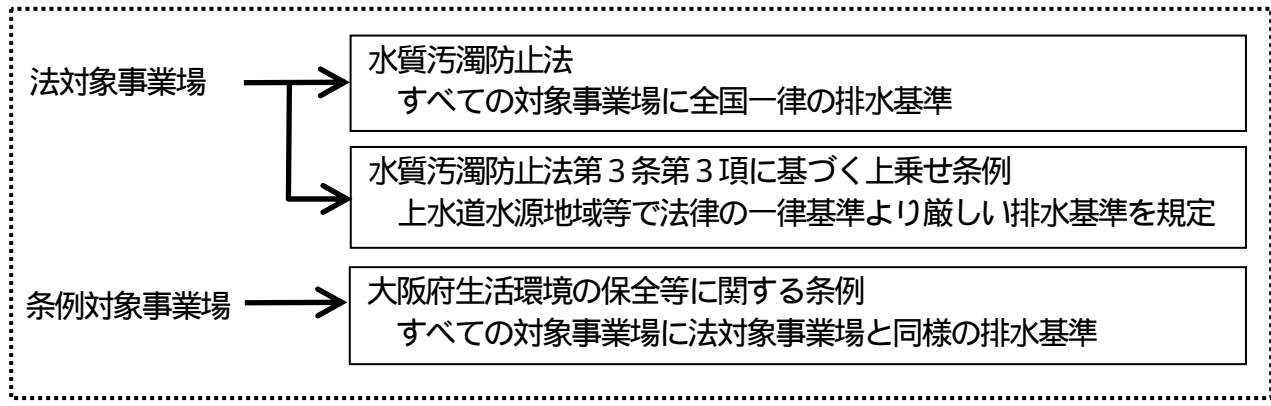 法対象事業場
水質汚濁防止法
すべての対象事業場に全国一律の排水基準
水質汚濁防止法第3条第3項に基づく上乗せ条例
上水道水源地域等で法律の一律基準より厳しい排水基準を規定
条例対象事業場
大阪府生活環境の保全等に関する条例
すべての対象事業場に法対象事業場と同様の排水基準